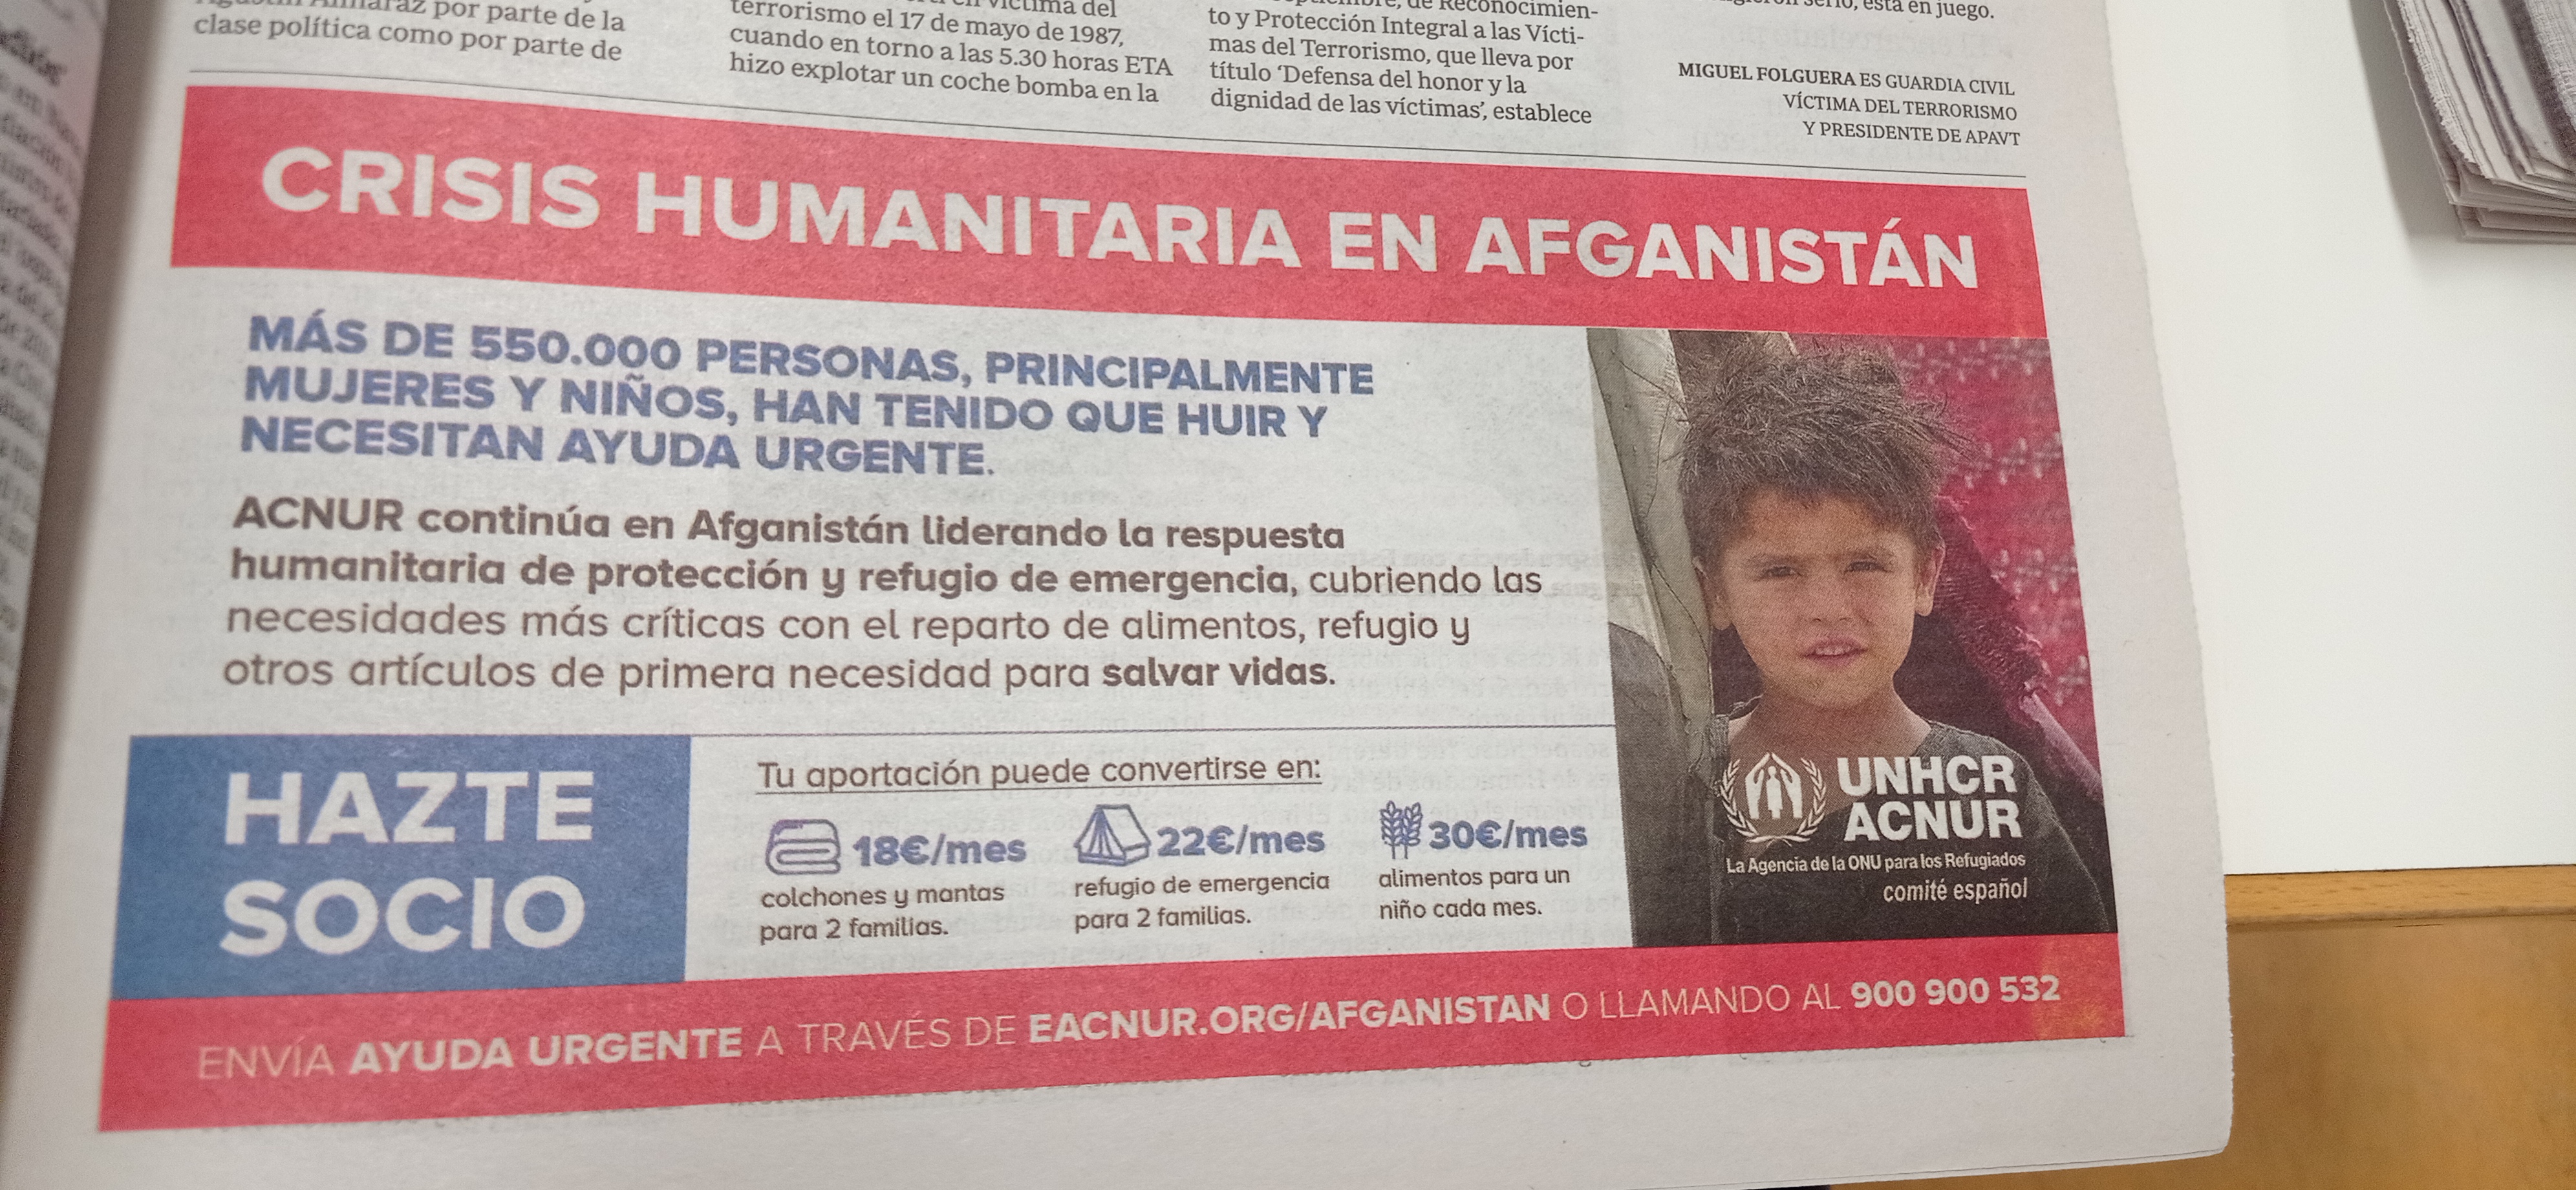 por parte de la
clase política como por parte de
víctima del
terrorismo el 17 de mayo de 1987,
cuando en torno a las 5.30 horas ETA
hizo explotar un coche bomba en la
de Reconocimien-
to y Protección Integral a las Vícti-
mas del Terrorismo, que lleva por
título ‘Defensa del honor y la
dignidad de las víctimas’, establece
serio, está en juego.
MIGUEL FOLGUERA ES GUARDIA CIVIL
VÍCTIMA DEL TERRORISMO
Y PRESIDENTE DE APAVT
CRISIS HUMANITARIA EN AFGANISTÁN
MÁS DE 550.000 PERSONAS, PRINCIPALMENTE
MUJERES Y NIÑOS, HAN TENIDO QUE HUIR Y
NECESITAN AYUDA URGENTE.
ACNUR continúa en Afganistán liderando la respuesta
humanitaria de protección y refugio de emergencia, cubriendo las
necesidades más críticas con el reparto de alimentos, refugio y
otros artículos de primera necesidad para salvar vidas.
HAZTE
SOCIO
Tu aportación puede convertirse en:
18€/mes
colchones y mantas
para 2 familias.
22€/mes
refugio de emergencia
para 2 familias.
30€/mes
alimentos para un
niño cada mes.
UNHCR
ACNUR
La Agencia de la ONU para los Refugiados
comité español
ENVÍA AYUDA URGENTE A TRAVÉS DE EACNUR.ORG/AFGANISTAN O LLAMANDO AL 900 900 532